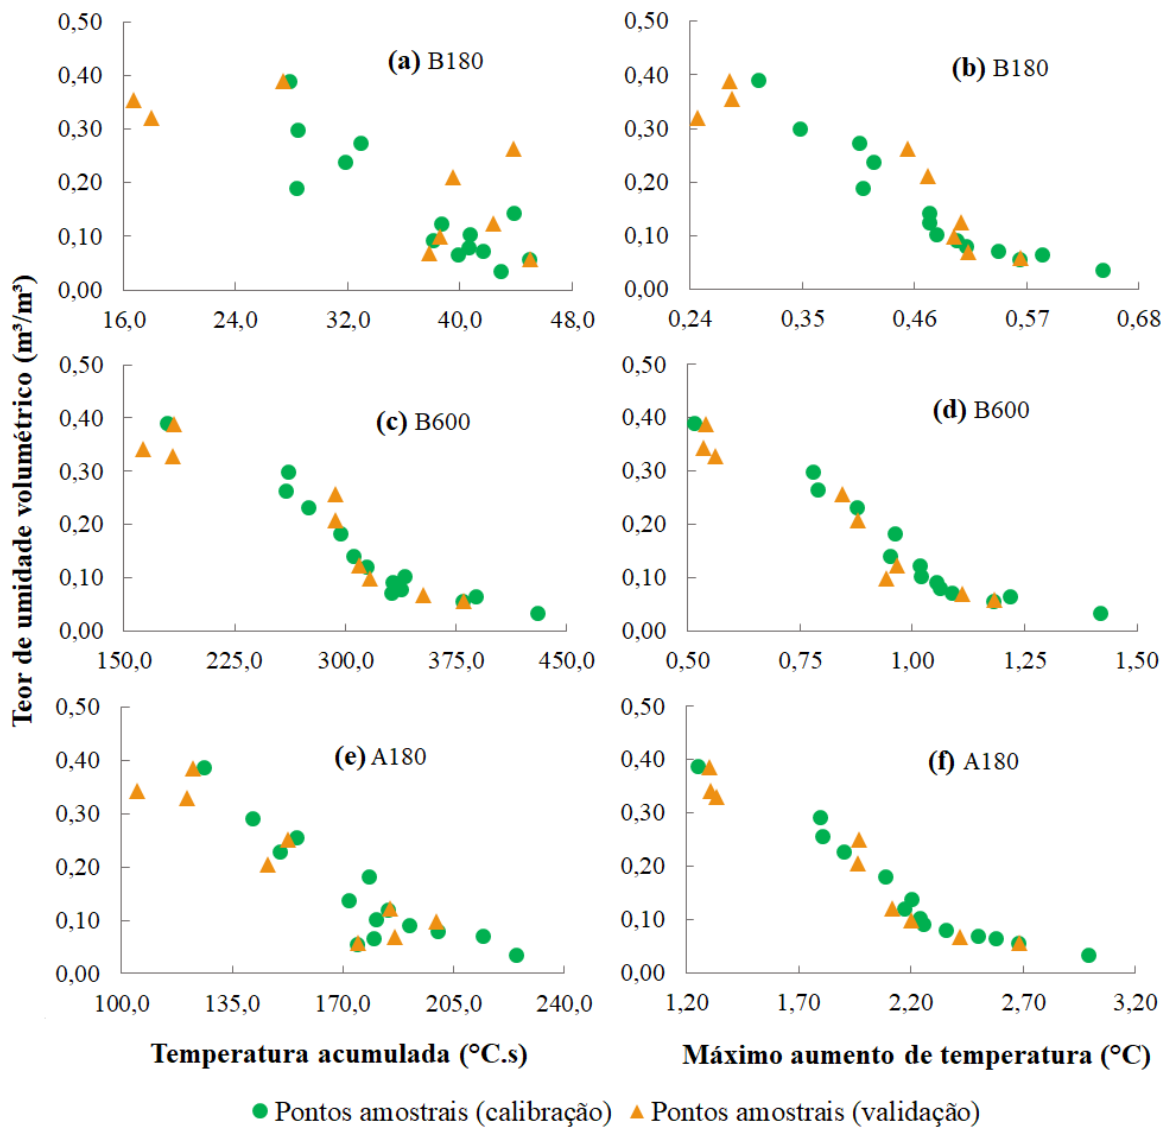 0,50
0,40
0,30
0,20
0,10
0,00
(a) B180
16,0 24,0 32,0 40,0 48,0
0,50
0,40
0,30
0,20
0,10
0,00
(b) B180
0,24 0,35 0,46 0,57 0,68
Teor de umidade volumétrico (m³/m³)
0,50
0,40
0,30
0,20
0,10
0,00
(c) B600
150,0 225,0 300,0 375,0 450,0
0,50
0,40
0,30
0,20
0,10
0,00
(d) B600
0,50 0,75 1,00 1,25 1,50
0,50
0,40
0,30
0,20
0,10
0,00
(e) A180
100,0 135,0 170,0 205,0 240,0
0,50
0,40
0,30
0,20
0,10
0,00
(f) A180
1,20 1,70 2,20 2,70 3,20
Temperatura acumulada (°C.s)
Máximo aumento de temperatura (°C)
Pontos amostrais (calibração) Pontos amostrais (validação)